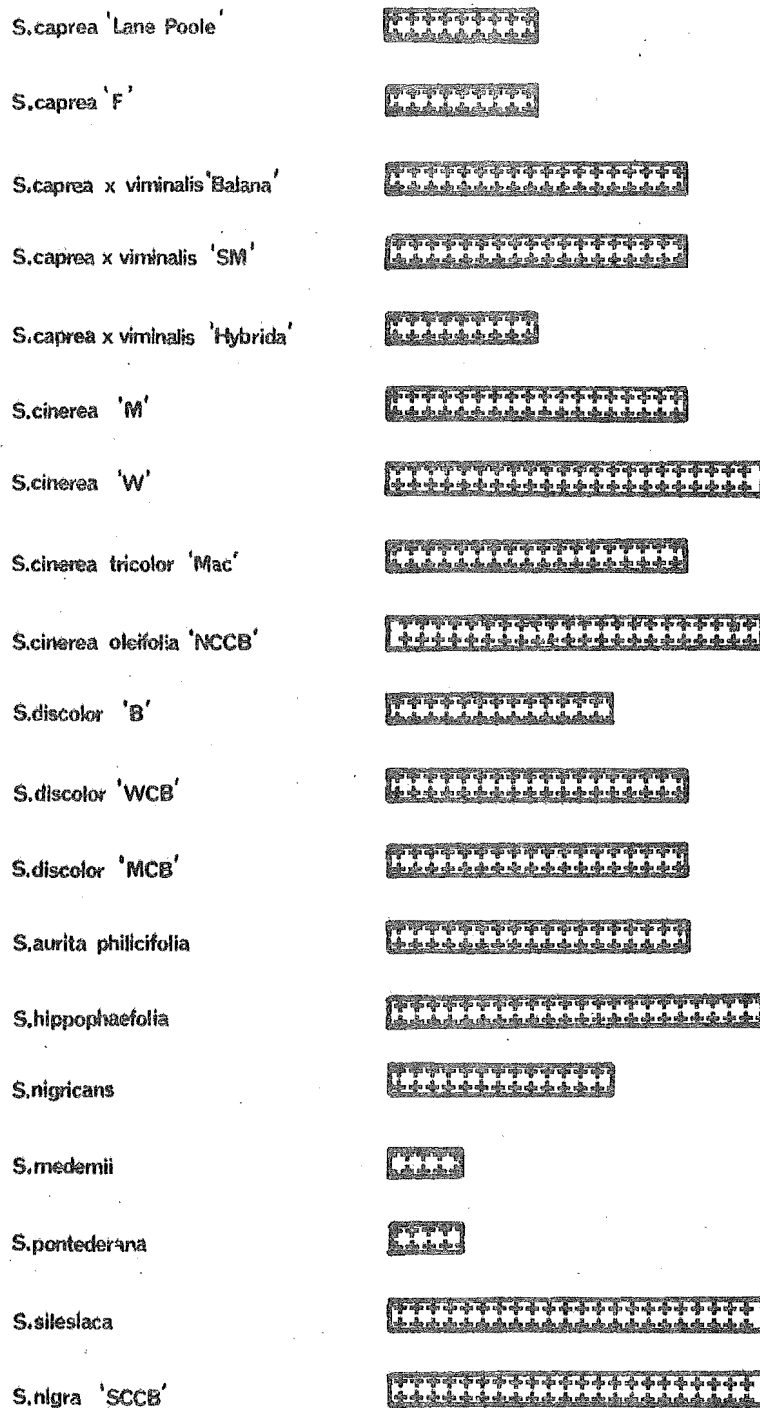 S.caprea 'Lane Poole'
S.caprea 'F'
S.caprea x viminalis 'Balana'
S.caprea x viminalis 'SM'
S.caprea x viminalis 'Hybrida'
S.cinerea 'M'
S.cinerea 'W'
S.cinerea tricolor 'Mac'
S.cinerea oleifolia 'NCCB'
S.discolor 'B'
S.discolor 'WCB'
S.discolor 'MCB'
S.aurita philicifolia
S.hippophaefolia
S.nigricans
S.medemii
S.pontederana
S.silesiaca
S.nigra 'SCCB'